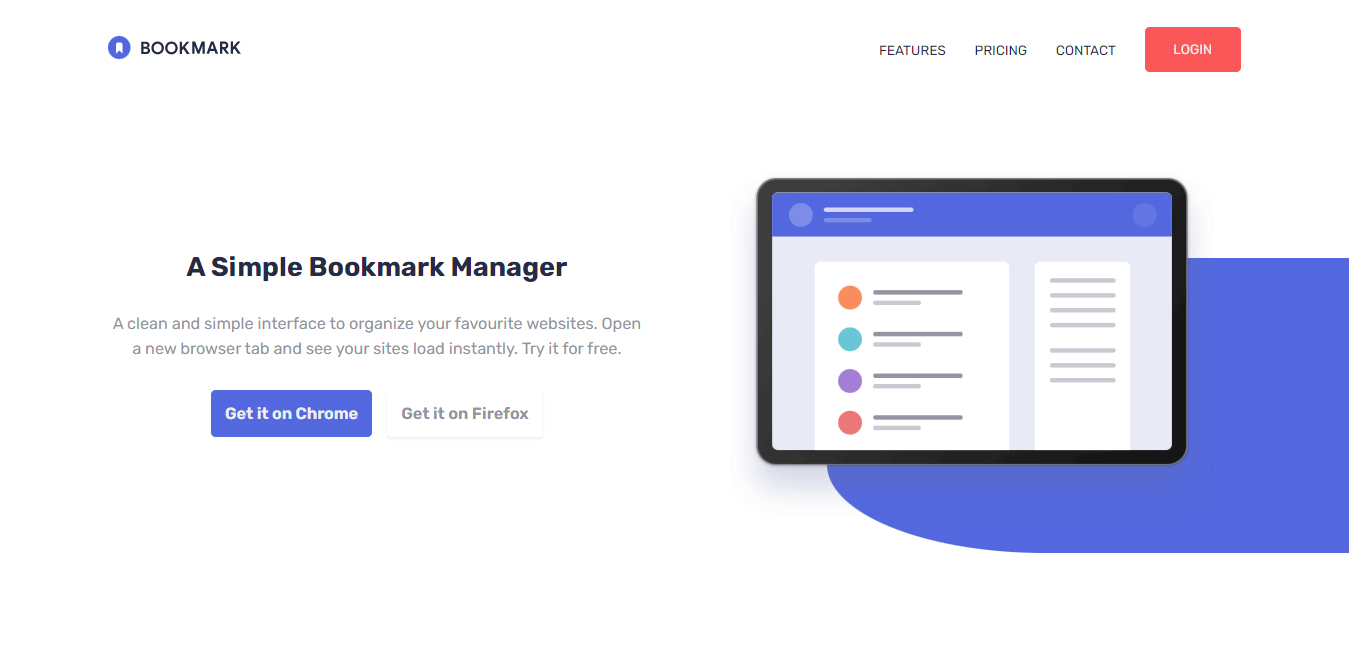 BOOKMARK
FEATURES PRICING CONTACT LOGIN
A Simple Bookmark Manager
A clean and simple interface to organize your favourite websites. Open
a new browser tab and see your sites load instantly. Try it for free.
Get it on Chrome Get it on Firefox